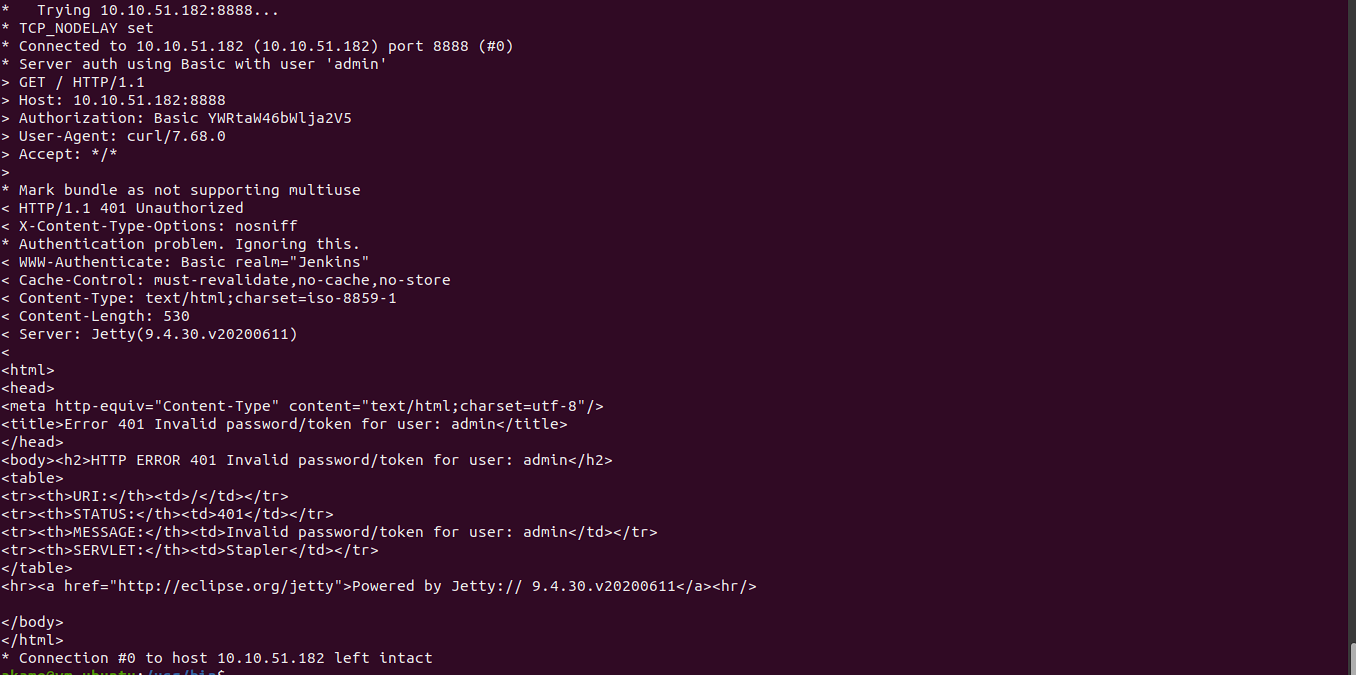 *   Trying 10.10.51.182:8888...
* TCP_NODELAY set
* Connected to 10.10.51.182 (10.10.51.182) port 8888 (#0)
* Server auth using Basic with user 'admin'
> GET / HTTP/1.1
> Host: 10.10.51.182:8888
> Authorization: Basic YWRtaW46bWlja2V5
> User-Agent: curl/7.68.0
> Accept: */*
>
* Mark bundle as not supporting multiuse
< HTTP/1.1 401 Unauthorized
< X-Content-Type-Options: nosniff
* Authentication problem. Ignoring this.
< WWW-Authenticate: Basic realm="Jenkins"
< Cache-Control: must-revalidate,no-cache,no-store
< Content-Type: text/html;charset=iso-8859-1
< Content-Length: 530
< Server: Jetty(9.4.30.v20200611)
<
<html>
<head>
<meta http-equiv="Content-Type" content="text/html;charset=utf-8"/>
<title>Error 401 Invalid password/token for user: admin</title>
</head>
<body><h2>HTTP ERROR 401 Invalid password/token for user: admin</h2>
<table>
<tr><th>URI:</th><td>/</td></tr>
<tr><th>STATUS:</th><td>401</td></tr>
<tr><th>MESSAGE:</th><td>Invalid password/token for user: admin</td></tr>
<tr><th>SERVLET:</th><td>Stapler</td></tr>
</table>
<hr><a href="http://eclipse.org/jetty">Powered by Jetty:// 9.4.30.v20200611</a><hr/>

</body>
</html>
* Connection #0 to host 10.10.51.182 left intact